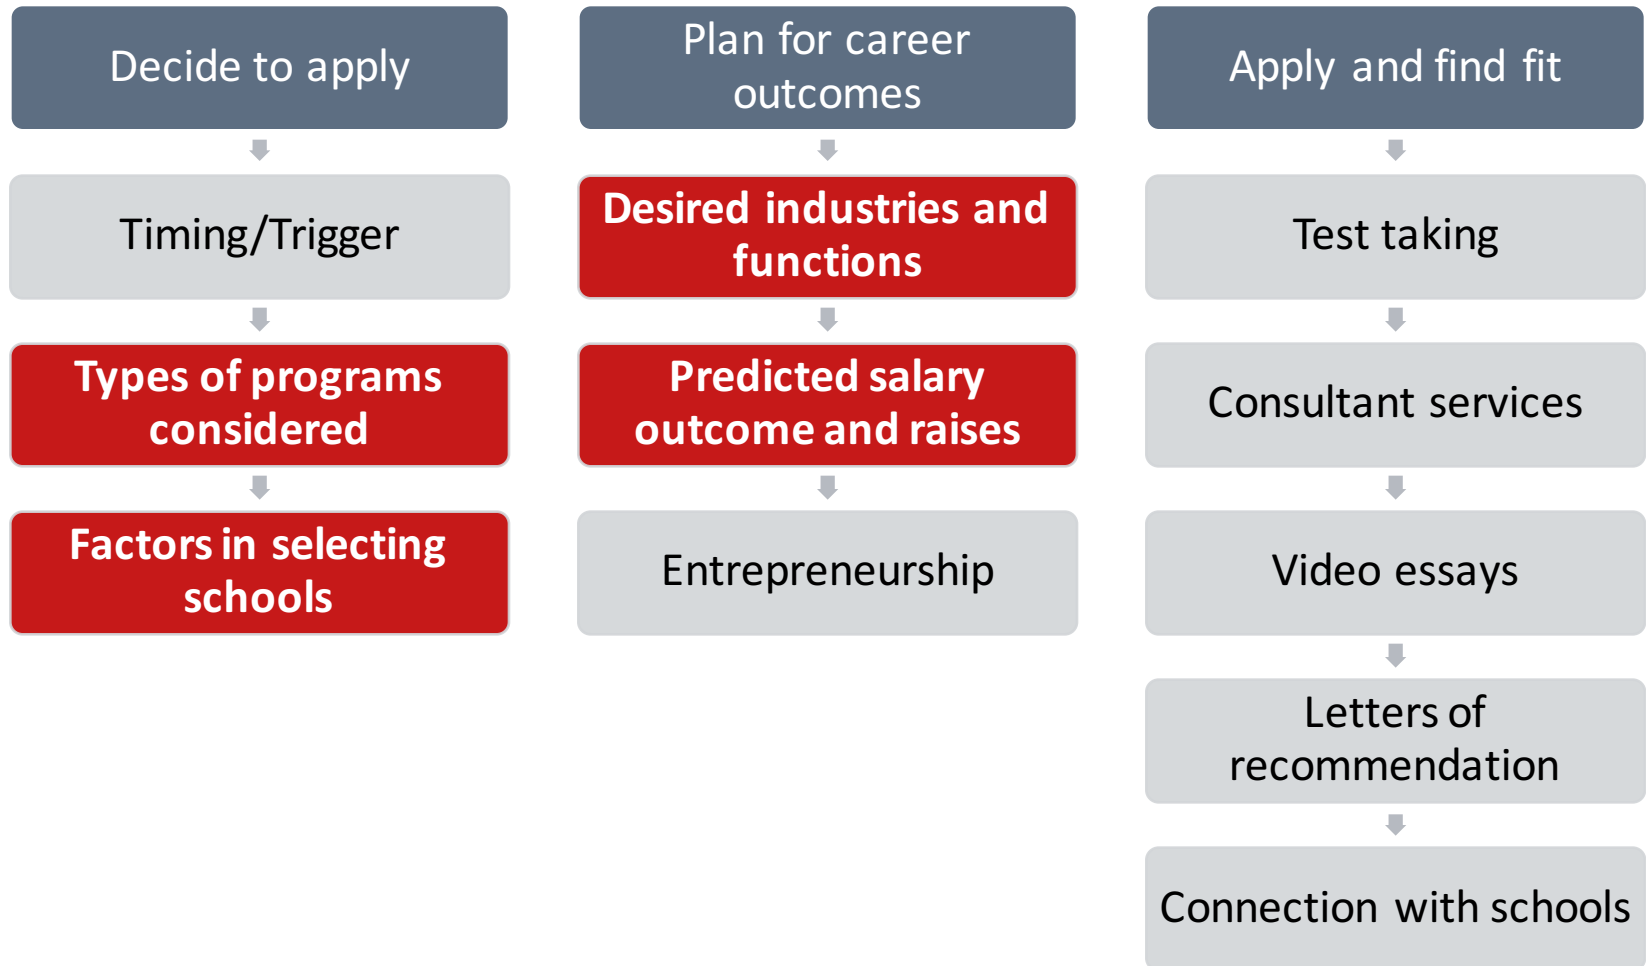 Decide to apply
Timing/Trigger
Types of programs
considered
Factors in selecting
schools
Plan for career
outcomes
Desired industries and
functions
Predicted salary
outcome and raises
Entrepreneurship
Apply and find fit
Test taking
Consultant services
Video essays
Letters of
recommendation
Connection with schools